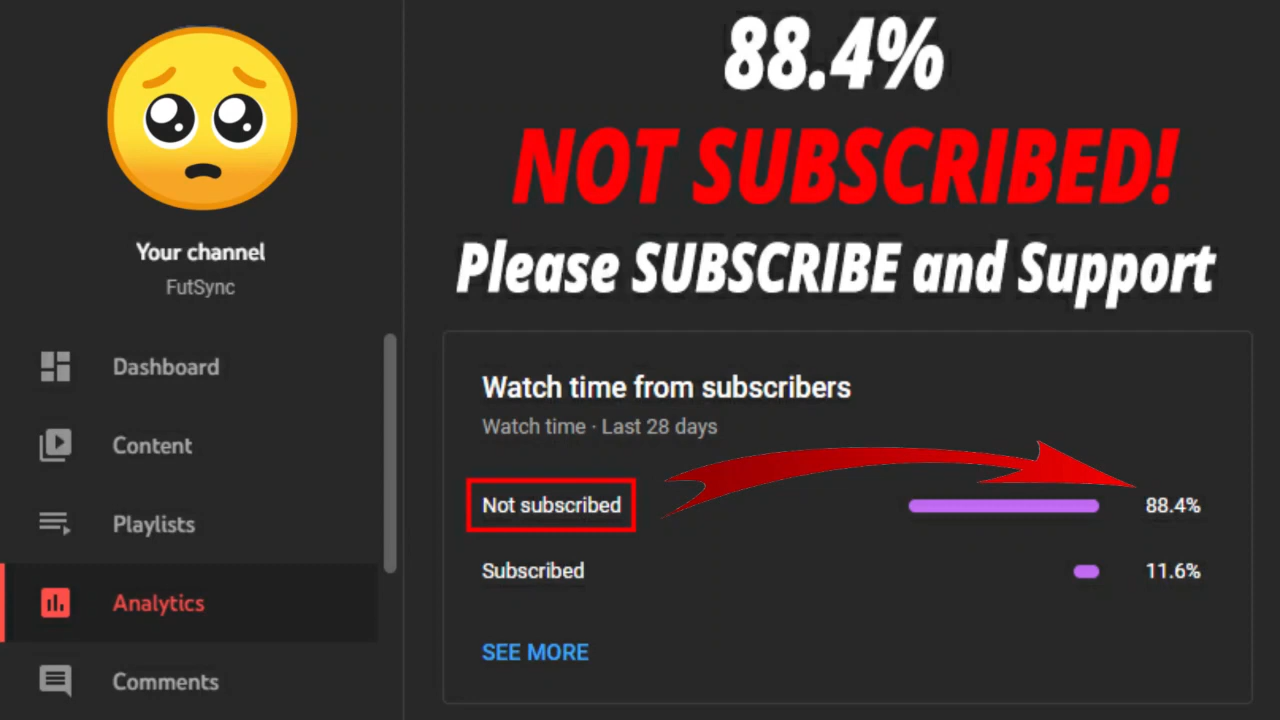 Your channel
FutSync
Dashboard
Content
Playlists
Analytics
Comments
88.4%
NOT SUBSCRIBED!
Please SUBSCRIBE and Support
Watch time from subscribers
Watch time · Last 28 days
Not subscribed 88.4%
Subscribed 11.6%
SEE MORE